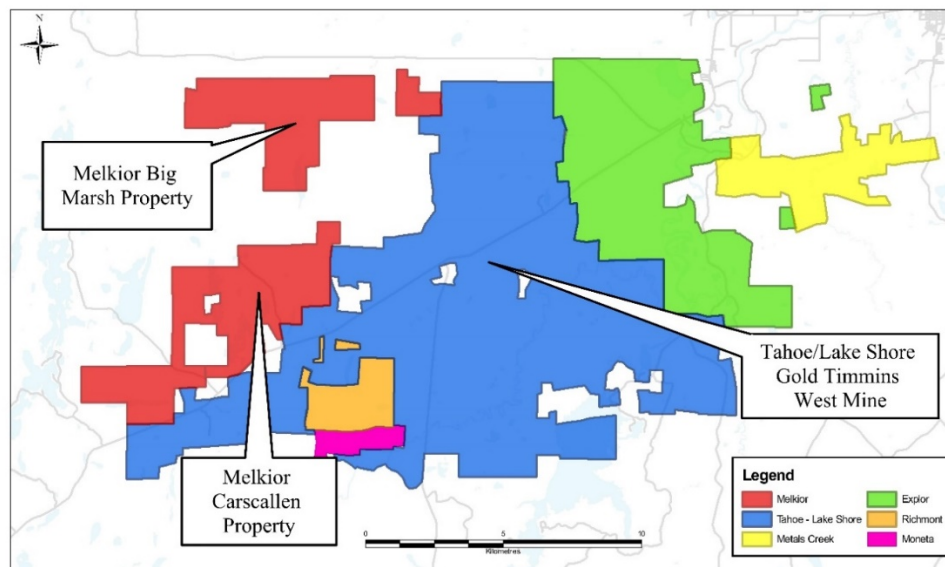 N
Melkior Big
Marsh Property
Tahoe/Lake Shore
Gold Timmins
West Mine
Melkior
Carscallen
Property
Legend
Melkior
Explor
Tahoe - Lake Shore
Richmont
Metals Creek
Moneta
0
5
10
Kilometres